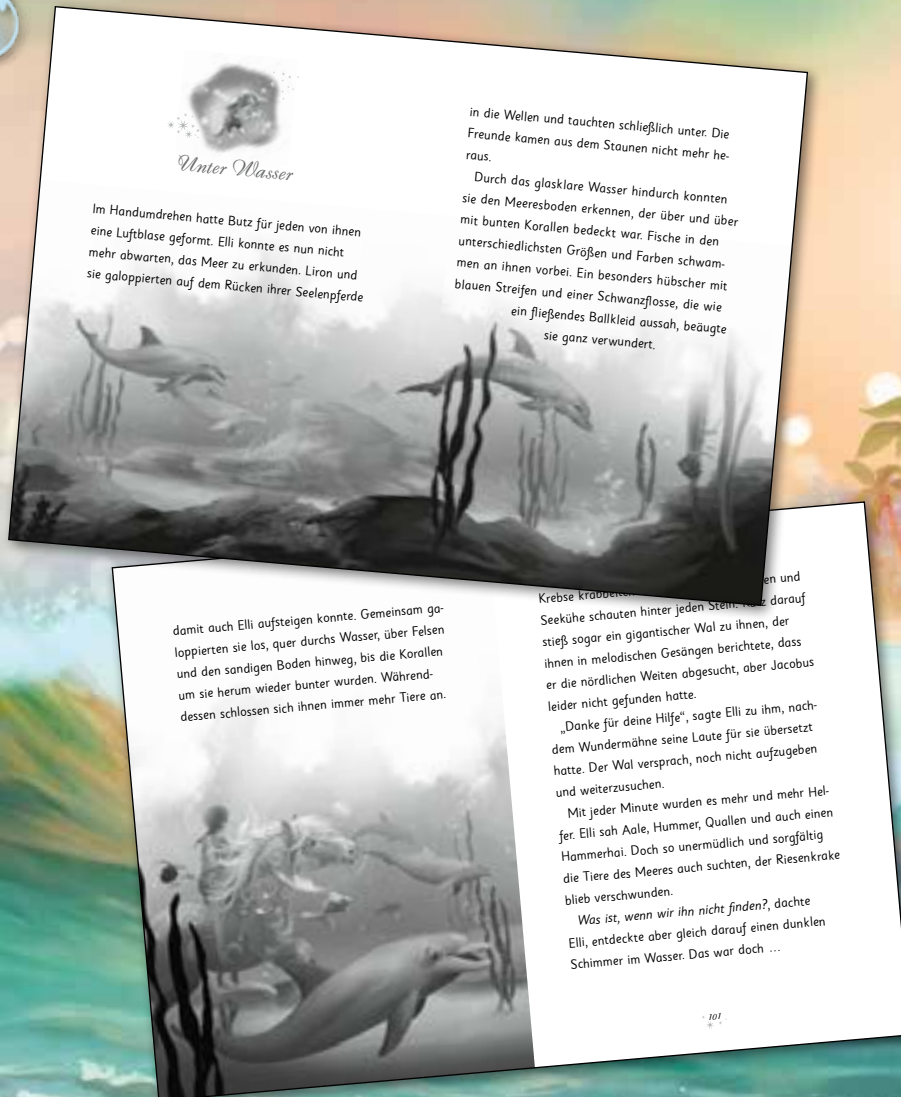 Unter Wasser
Im Handumdrehen hatte Butz für jeden von ihnen
eine Luftblase geformt. Elli konnte es nun nicht
mehr abwarten, das Meer zu erkunden. Liron und
sie galoppierten auf dem Rücken ihrer Seelenpferde
in die Wellen und tauchten schließlich unter. Die
Freunde kamen aus dem Staunen nicht mehr he-
raus.
Durch das glasklare Wasser hindurch konnten
sie den Meeresboden erkennen, der über und über
mit bunten Korallen bedeckt war. Fische in den
unterschiedlichsten Größen und Farben schwam-
men an ihnen vorbei. Ein besonders hübscher mit
blauen Streifen und einer Schwanzflosse, die wie
ein fließendes Ballkleid aussah, beäugte
sie ganz verwundert.
damit auch Elli aufsteigen konnte. Gemeinsam ga-
loppierten sie los, quer durchs Wasser, über Felsen
und den sandigen Boden hinweg, bis die Korallen
um sie herum wieder bunter wurden. Während-
dessen schlossen sich ihnen immer mehr Tiere an.
Krebse en und
Seekühe schauten hinter jeden darauf
stieß sogar ein gigantischer Wal zu ihnen, der
ihnen in melodischen Gesängen berichtete, dass
er die nördlichen Weiten abgesucht, aber Jacobus
leider nicht gefunden hatte.
„Danke für deine Hilfe“, sagte Elli zu ihm, nach-
dem Wundermähne seine Laute für sie übersetzt
hatte. Der Wal versprach, noch nicht aufzugeben
und weiterzusuchen.
Mit jeder Minute wurden es mehr und mehr Hel-
fer. Elli sah Aale, Hummer, Quallen und auch einen
Hammerhai. Doch so unermüdlich und sorgfältig
die Tiere des Meeres auch suchten, der Riesenkrake
blieb verschwunden.
Was ist, wenn wir ihn nicht finden?, dachte
Elli, entdeckte aber gleich darauf einen dunklen
Schimmer im Wasser. Das war doch …
101